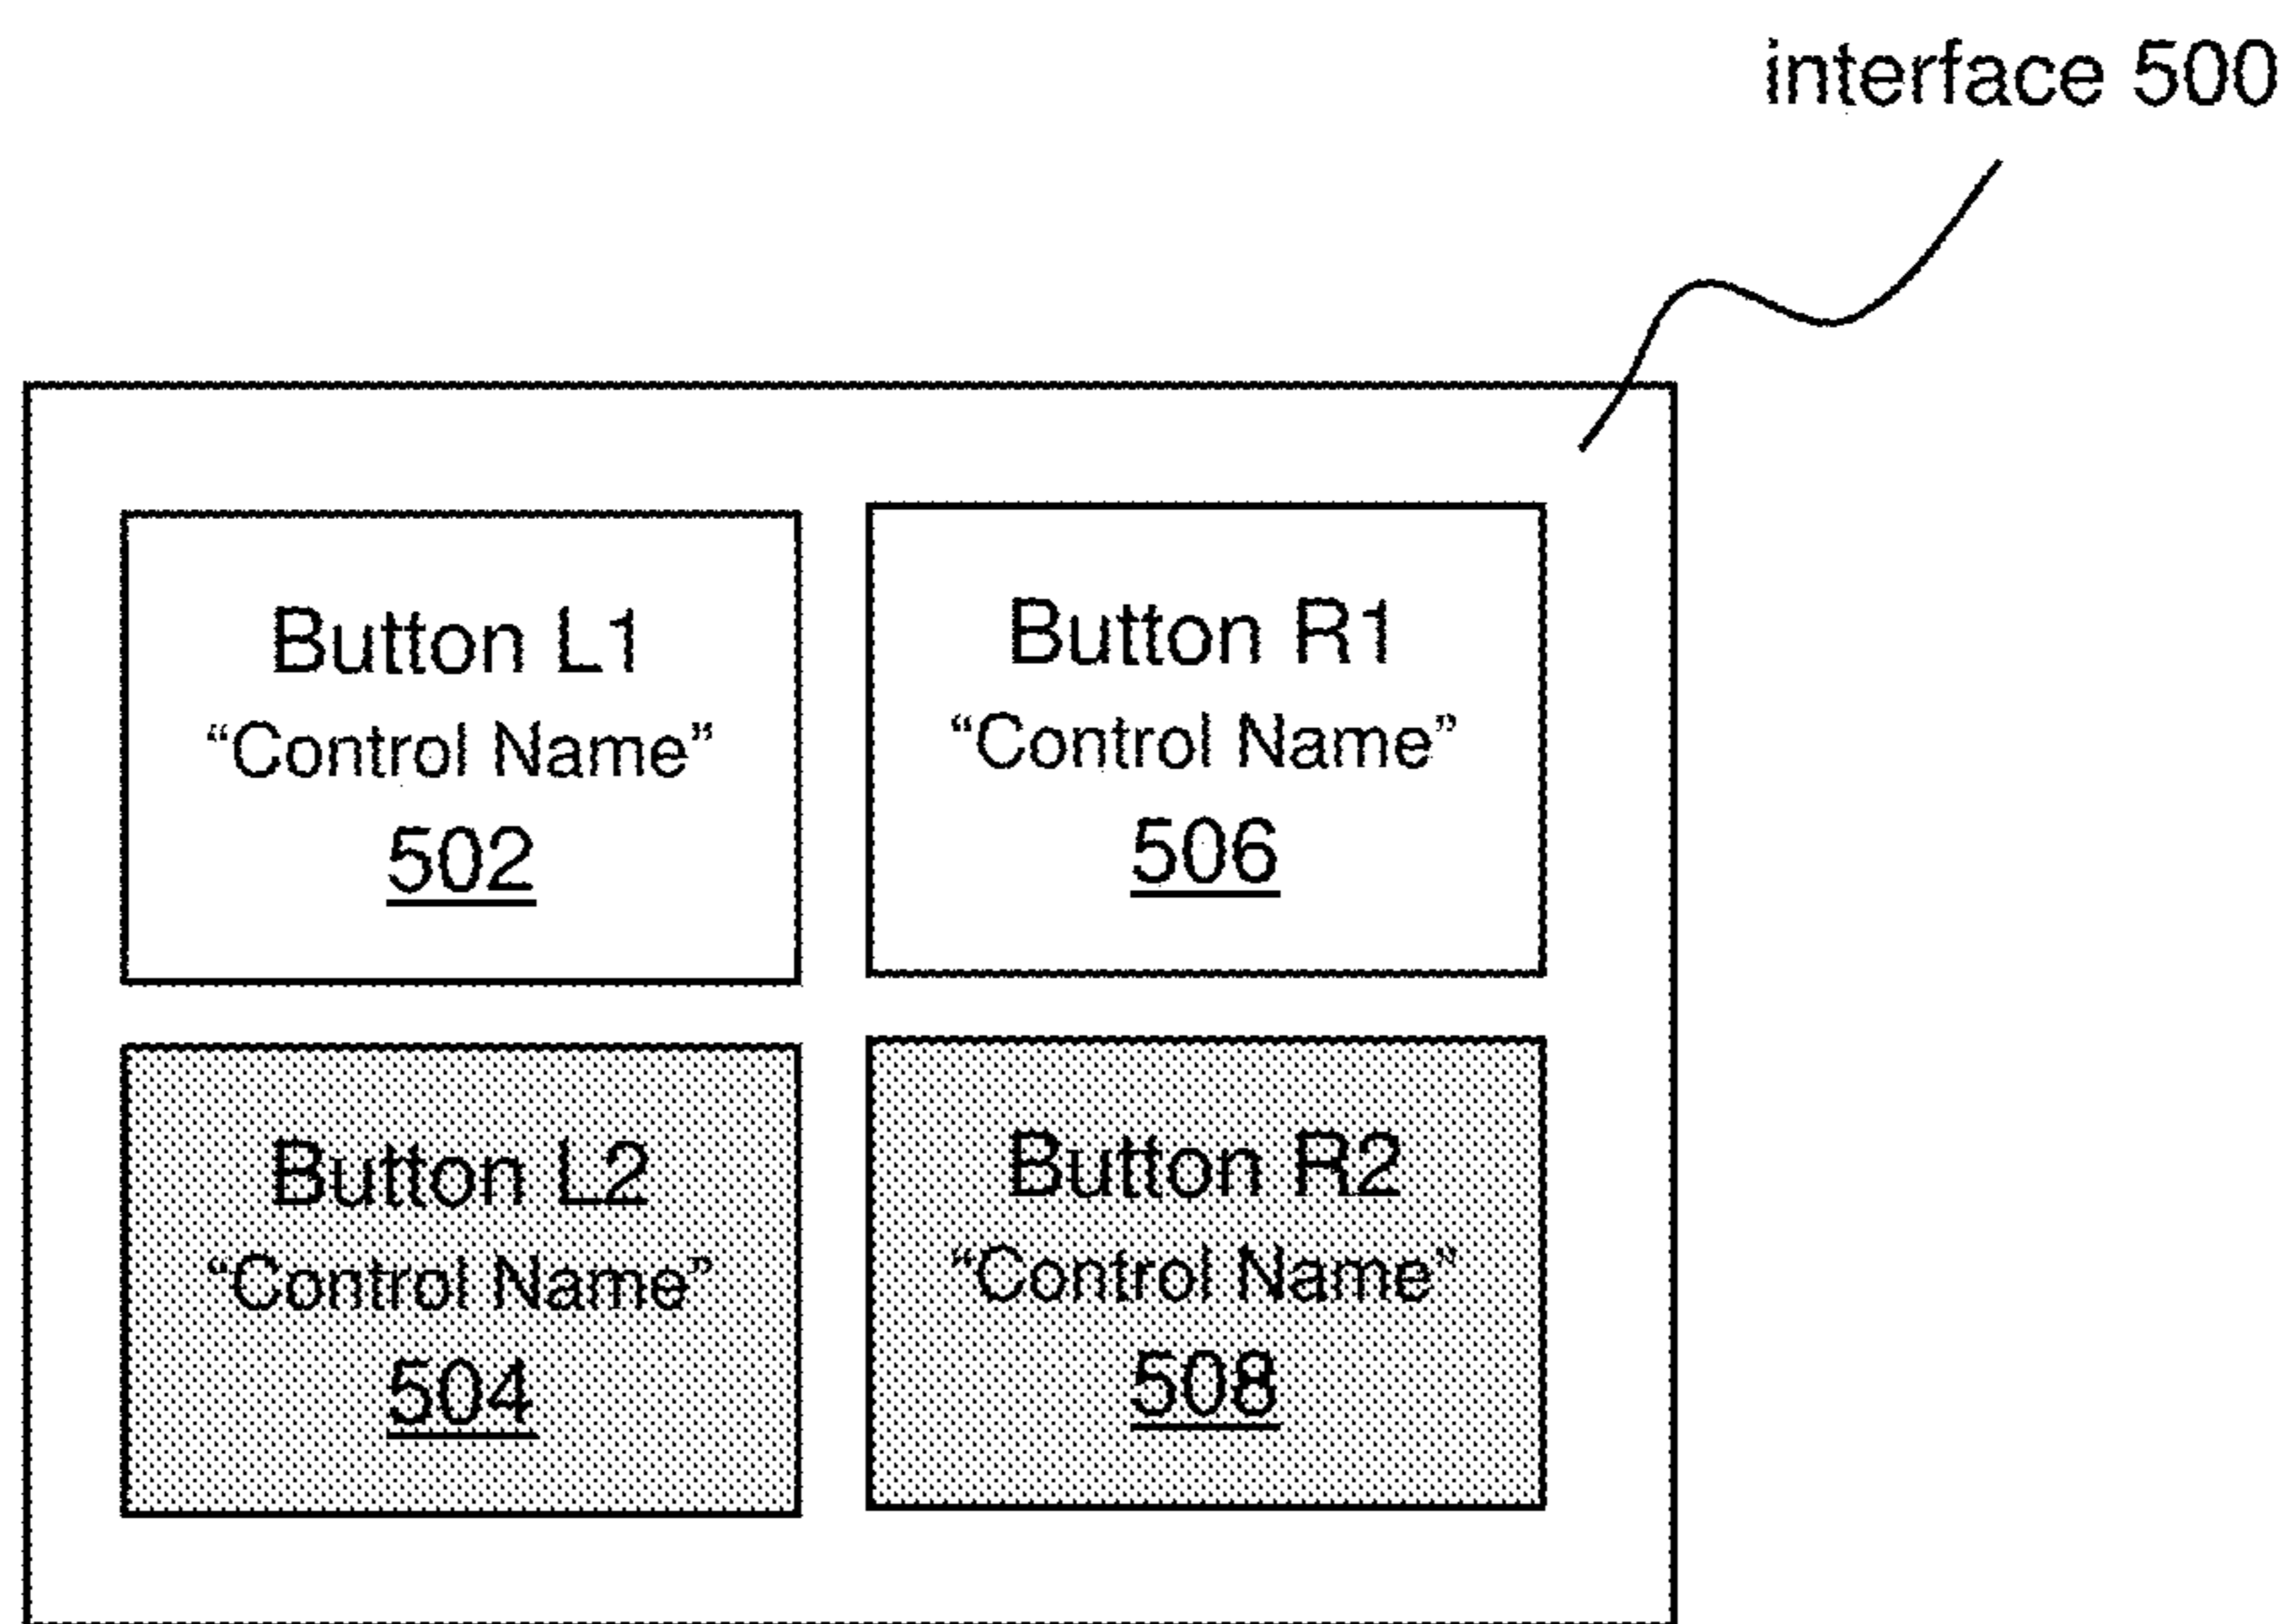 interface 500
Button L1
“Control Name”
502
Button R1
“Control Name”
506
Button L2
“Control Name”
504
Button R2
“Control Name”
508